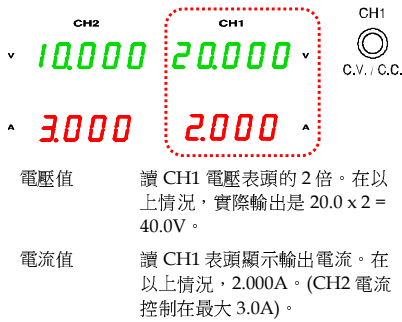 CH2 CH1 CH1
V 10.000 20.000 V
C.V. / C.C.
A 3.000 2.000 A
電壓值 讀 CH1 電壓表頭的 2 倍。在以
上情況,實際輸出是 20.0 x 2 =
40.0V。
電流值 讀 CH1 表頭顯示輸出電流。在
以上情況,2.000A。(CH2 電流
控制在最大 3.0A)。